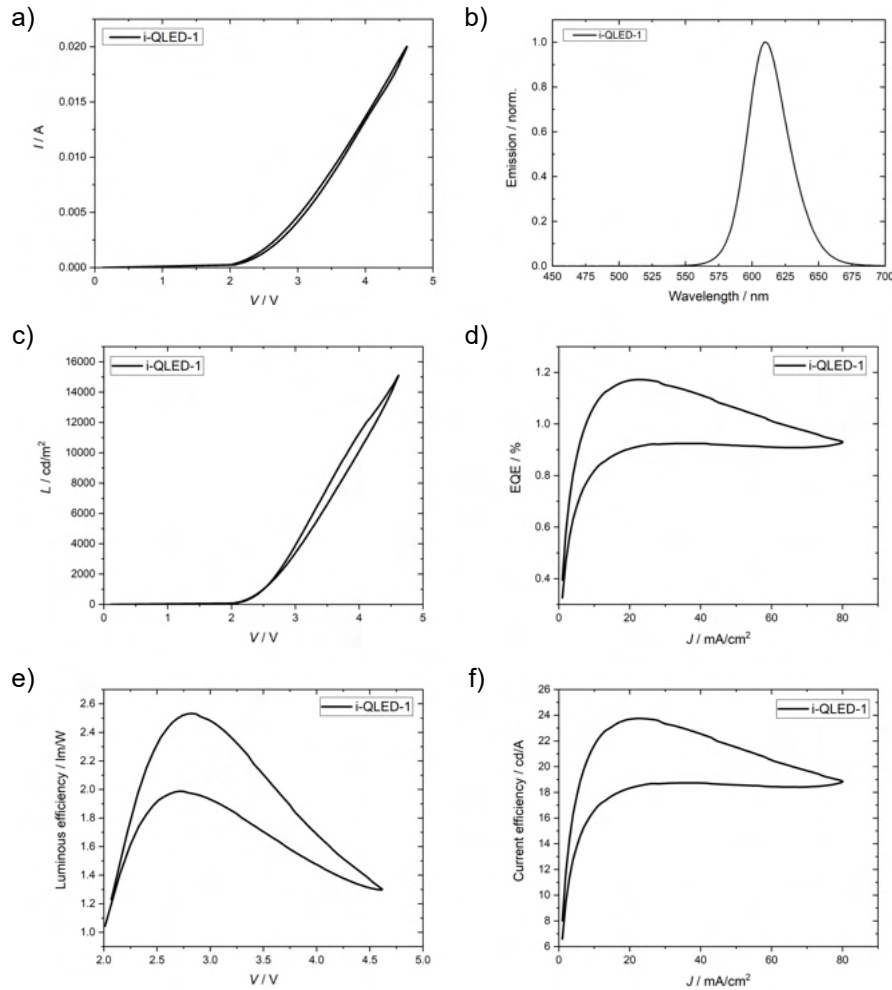 a)
i-QLED-1
0.020
0.015
0.010
0.005
0.000
I / A
0 1 2 3 4 5
V / V
b)
i-QLED-1
1.0
0.8
0.6
0.4
0.2
0.0
Emission / norm.
450 475 500 525 550 575 600 625 650 675 700
Wavelength / nm
c)
i-QLED-1
16000
14000
12000
10000
8000
6000
4000
2000
0
L / cd/m²
0 1 2 3 4 5
V / V
d)
i-QLED-1
1.2
1.0
0.8
0.6
0.4
EQE / %
0 20 40 60 80
J / mA/cm²
e)
i-QLED-1
2.6
2.4
2.2
2.0
1.8
1.6
1.4
1.2
1.0
Luminous efficiency / lm/W
2.0 2.5 3.0 3.5 4.0 4.5 5.0
V / V
f)
i-QLED-1
26
24
22
20
18
16
14
12
10
8
6
Current efficiency / cd/A
0 20 40 60 80
J / mA/cm²